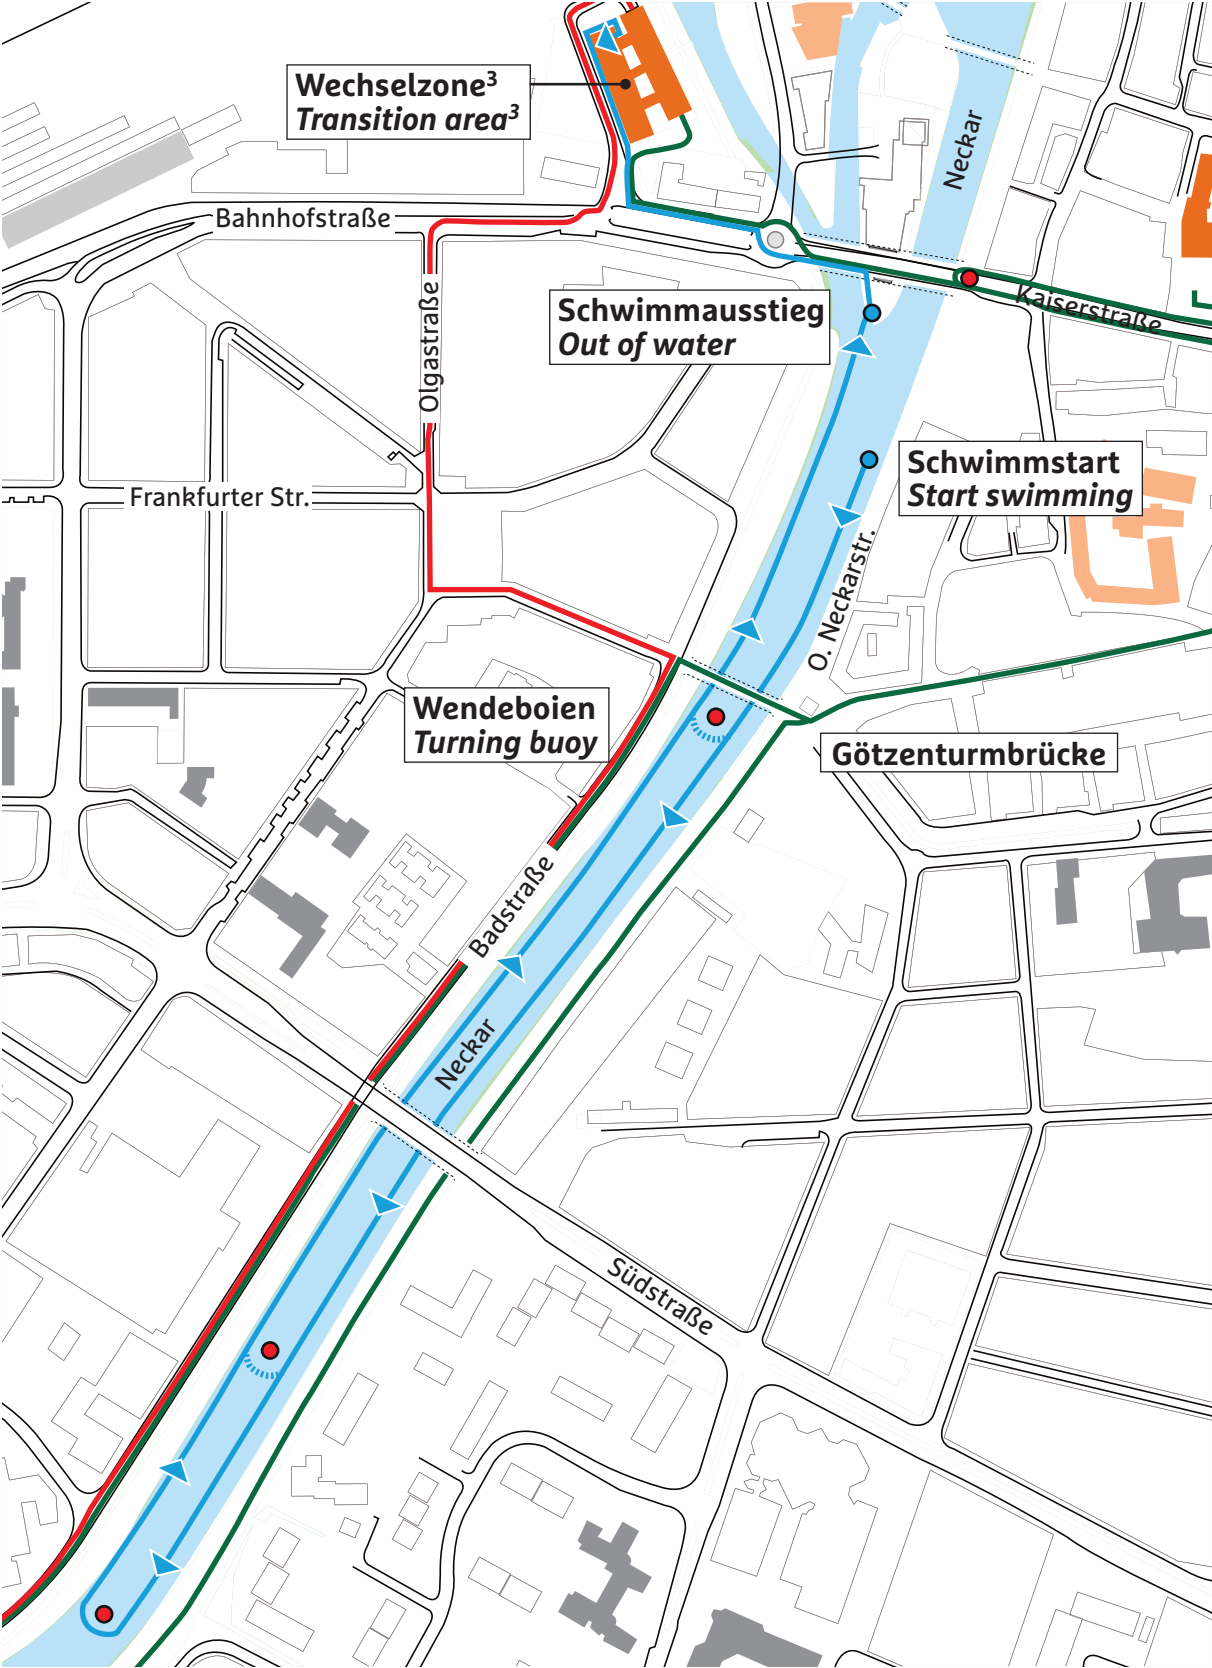 Wechselzone³
Transition area³
Neckar
Bahnhofstraße
Kaiserstraße
Schwimmausstieg
Out of water
Olgastraße
Schwimmstart
Start swimming
Frankfurter Str.
O. Neckarstr.
Wendeboien
Turning buoy
Götzenturmbrücke
Badstraße
Neckar
Südstraße